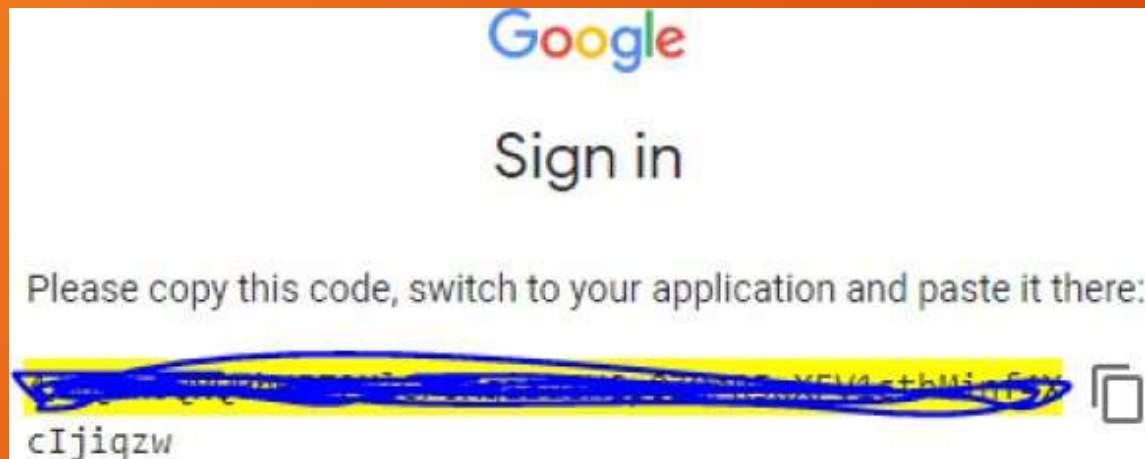 Google
Sign in
Please copy this code, switch to your application and paste it there:
cIjiqzw